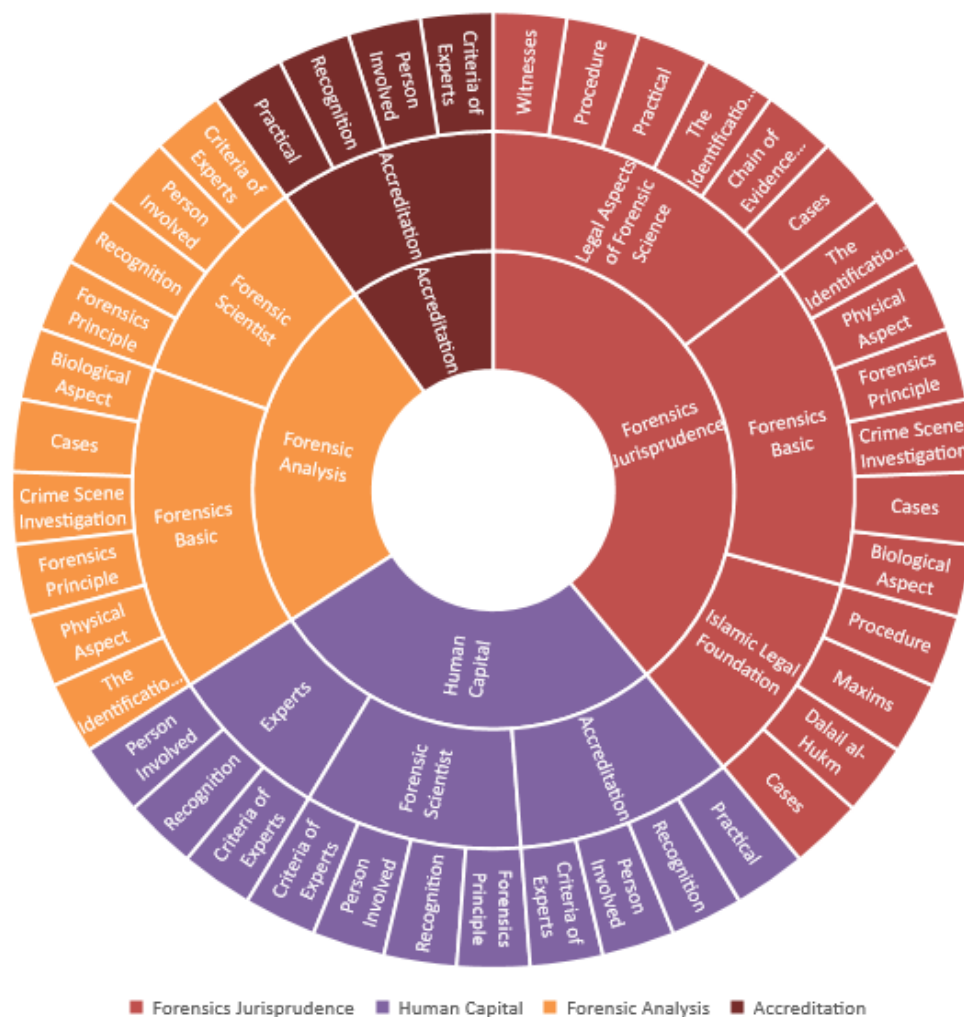 Witnesses
Procedure
Practical
The
Identificatio...
Chain of
Evidence...
Cases
The
Identificatio...
Physical
Aspect
Forensics
Principle
Crime Scene
Investigation
Cases
Biological
Aspect
Procedure
Maxims
Dalail al-
Hukm
Cases
Practical
Recognition
Person
Involved
Criteria of
Experts
Forensics
Principle
Recognition
Person
Involved
Criteria of
Experts
Criteria of
Experts
Recognition
Person
Involved
The
Identificatio...
Physical
Aspect
Forensics
Principle
Crime Scene
Investigation
Cases
Biological
Aspect
Forensics
Principle
Recognition
Person
Involved
Criteria of
Experts
Practical
Recognition
Person
Involved
Criteria of
Experts
Legal Aspects
of Forensic
Science
Forensics
Basic
Islamic Legal
Foundation
Accreditation
Forensic
Scientist
Experts
Forensics
Basic
Forensic
Scientist
Accreditation
Forensics
Jurisprudence
Human
Capital
Forensic
Analysis
Accreditation
Forensics Jurisprudence
Human Capital
Forensic Analysis
Accreditation